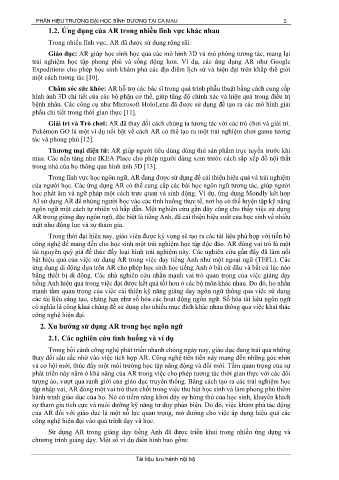 PHÂN HIỆU TRƯỜNG ĐẠI HỌC BÌNH DƯƠNG TẠI CÀ MAU 2
1.2. Ứng dụng của AR trong nhiều lĩnh vực khác nhau
Trong nhiều lĩnh vực, AR đã được sử dụng rộng rãi:
Giáo dục: AR giúp học sinh học qua các mô hình 3D và mô phỏng tương tác, mang lại
trải nghiệm học tập phong phú và sống động hơn. Ví dụ, các ứng dụng AR như Google
Expeditions cho phép học sinh khám phá các địa điểm lịch sử và hiện đại trên khắp thế giới
một cách tương tác [10].
Chăm sóc sức khỏe: AR hỗ trợ các bác sĩ trong quá trình phẫu thuật bằng cách cung cấp
hình ảnh 3D chi tiết của các bộ phận cơ thể, giúp tăng độ chính xác và hiệu quả trong điều trị
bệnh nhân. Các công cụ như Microsoft HoloLens đã được sử dụng để tạo ra các mô hình giải
phẫu chi tiết trong thời gian thực [11].
Giải trí và Trò chơi: AR đã thay đổi cách chúng ta tương tác với các trò chơi và giải trí.
Pokémon GO là một ví dụ nổi bật về cách AR có thể tạo ra một trải nghiệm chơi game tương
tác và phong phú [12].
Thương mại điện tử: AR giúp người tiêu dùng dùng thử sản phẩm trực tuyến trước khi
mua. Các nền tảng như IKEA Place cho phép người dùng xem trước cách sắp xếp đồ nội thất
trong nhà của họ thông qua hình ảnh 3D [13].
Trong lĩnh vực học ngôn ngữ, AR đang được sử dụng để cải thiện hiệu quả và trải nghiệm
của người học. Các ứng dụng AR có thể cung cấp các bài học ngôn ngữ tương tác, giúp người
học phát âm và ngữ pháp một cách trực quan và sinh động. Ví dụ, ứng dụng Mondly kết hợp
AI sử dụng AR để nhúng người học vào các tình huống thực tế, nơi họ có thể luyện tập kỹ năng
ngôn ngữ một cách tự nhiên và hấp dẫn. Một nghiên cứu gần đây cũng cho thấy việc sử dụng
AR trong giảng dạy ngôn ngữ, đặc biệt là tiếng Anh, đã cải thiện hiệu suất của học sinh về nhiều
mặt như động lực và sự tham gia.
Trong thời đại hiện nay, giáo viên được kỳ vọng sẽ tạo ra các tài liệu phù hợp với tiến bộ
công nghệ để mang đến cho học sinh một trải nghiệm học tập độc đáo. AR đóng vai trò là một
tài nguyên quý giá để thúc đẩy loại hình trải nghiệm này. Các nghiên cứu gần đây đã làm nổi
bật hiệu quả của việc sử dụng AR trong việc dạy tiếng Anh như một ngoại ngữ (TEFL). Các
ứng dụng di động dựa trên AR cho phép học sinh học tiếng Anh ở bất cứ đâu và bất cứ lúc nào
bằng thiết bị di động. Các nhà nghiên cứu nhấn mạnh vai trò quan trọng của việc giảng dạy
tiếng Anh hiệu quả trong việc đạt được kết quả tốt hơn ở các bộ môn khác nhau. Do đó, họ nhấn
mạnh tầm quan trọng của việc cải thiện kỹ năng giảng dạy ngôn ngữ thông qua việc sử dụng
các tài liệu sáng tạo, chẳng hạn như số hóa các hoạt động ngôn ngữ. Số hóa tài liệu ngôn ngữ
có nghĩa là công khai chúng để sử dụng cho nhiều mục đích khác nhau thông qua việc khai thác
công nghệ hiện đại.
2. Xu hướng sử dụng AR trong học ngôn ngữ
2.1. Các nghiên cứu tình huống và ví dụ
Trong bối cảnh công nghệ phát triển nhanh chóng ngày nay, giáo dục đang trải qua những
thay đổi sâu sắc nhờ vào việc tích hợp AR. Công nghệ tiên tiến này mang đến những góc nhìn
và cơ hội mới, thúc đẩy một môi trường học tập năng động và đổi mới. Tầm quan trọng của sự
phát triển này nằm ở khả năng của AR trong việc cho phép tương tác thời gian thực với các đối
tượng ảo, vượt qua ranh giới của giáo dục truyền thống. Bằng cách tạo ra các trải nghiệm học
tập nhập vai, AR đóng một vai trò then chốt trong việc thu hút học sinh và làm phong phú thêm
hành trình giáo dục của họ. Nó có tiềm năng khơi dậy sự hứng thú của học sinh, khuyến khích
sự tham gia tích cực và nuôi dưỡng kỹ năng tư duy phản biện. Do đó, việc khám phá tác động
của AR đối với giáo dục là một nỗ lực quan trọng, mở đường cho việc áp dụng hiệu quả các
công nghệ hiện đại vào quá trình dạy và học.
Sử dụng AR trong giảng dạy tiếng Anh đã được triển khai trong nhiều ứng dụng và
chương trình giảng dạy. Một số ví dụ điển hình bao gồm:
Tài liệu lưu hành nội bộ